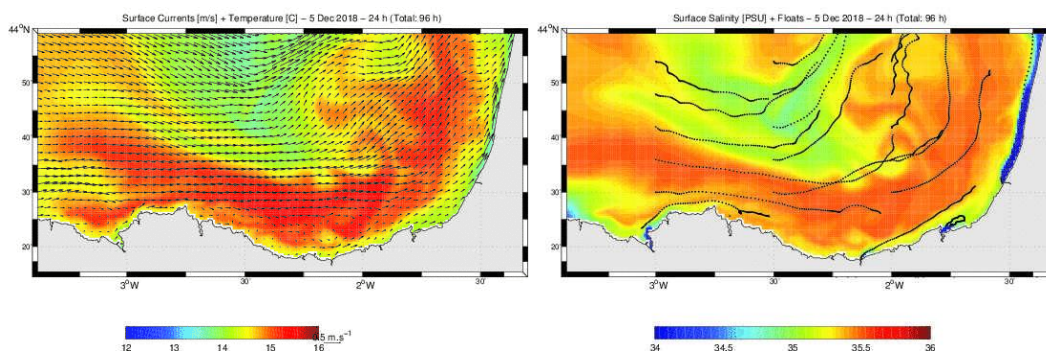 Surface Currents [m/s] + Temperature [C] – 5 Dec 2018 – 24 h (Total: 96 h)
44°N
50
40
30
20
3°W
30'
2°W
30'
12 13 14 15 16
0.5 m.s⁻¹
Surface Salinity [PSU] + Floats – 5 Dec 2018 – 24 h (Total: 96 h)
44°N
50
40
30
20
3°W
30'
2°W
30'
34 34.5 35 35.5 36